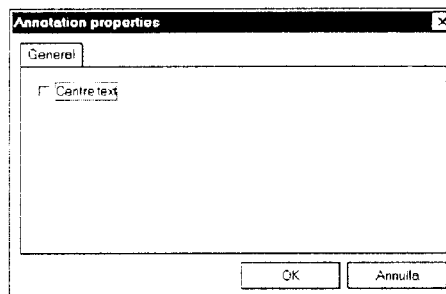 Annotation properties
General
Centre text
OK
Annulla